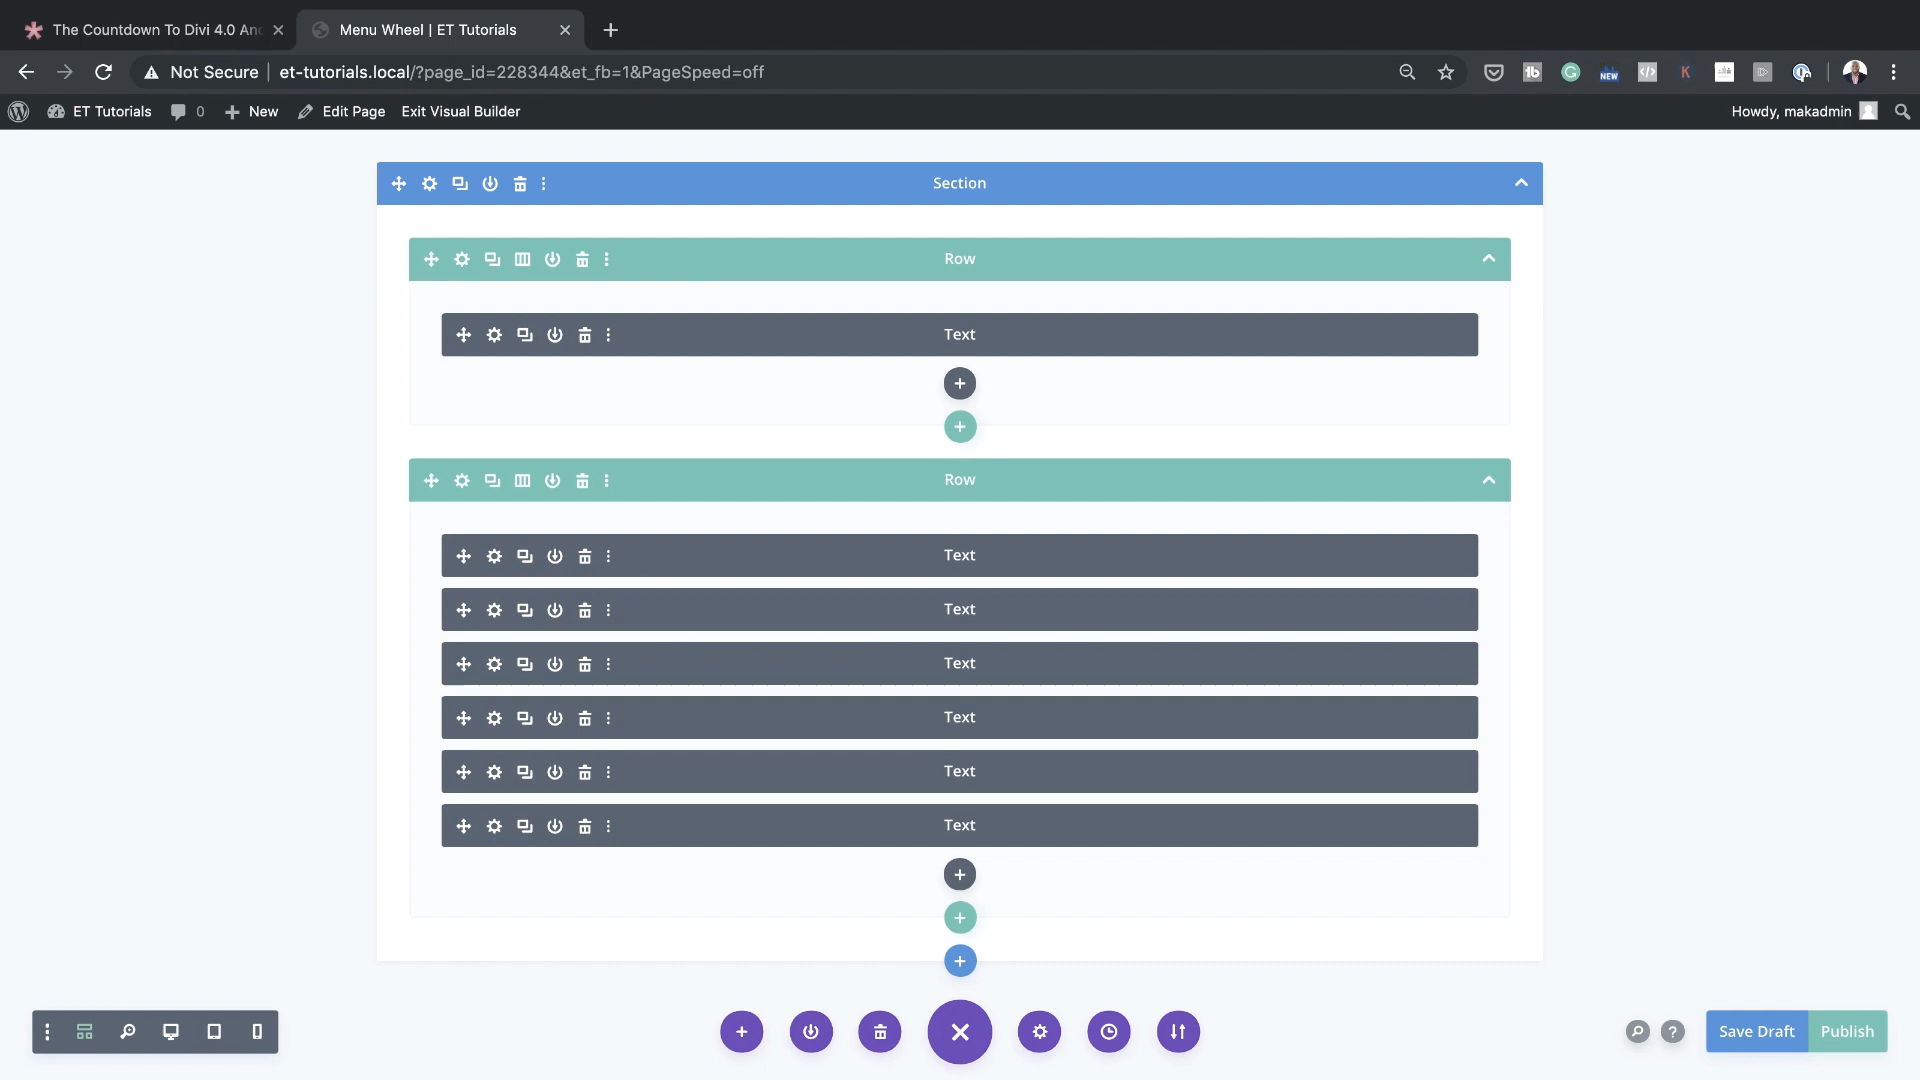 The Countdown To Divi 4.0 An
Menu Wheel | ET Tutorials
Not Secure
et-tutorials.local/?page_id=228344&et_fb=1&PageSpeed=off
tb
G
NEW
</>
K
ET Tutorials
0
New
Edit Page
Exit Visual Builder
Howdy, makadmin
Section
Row
Text
Row
Text
Text
Text
Text
Text
Text
Save Draft
Publish